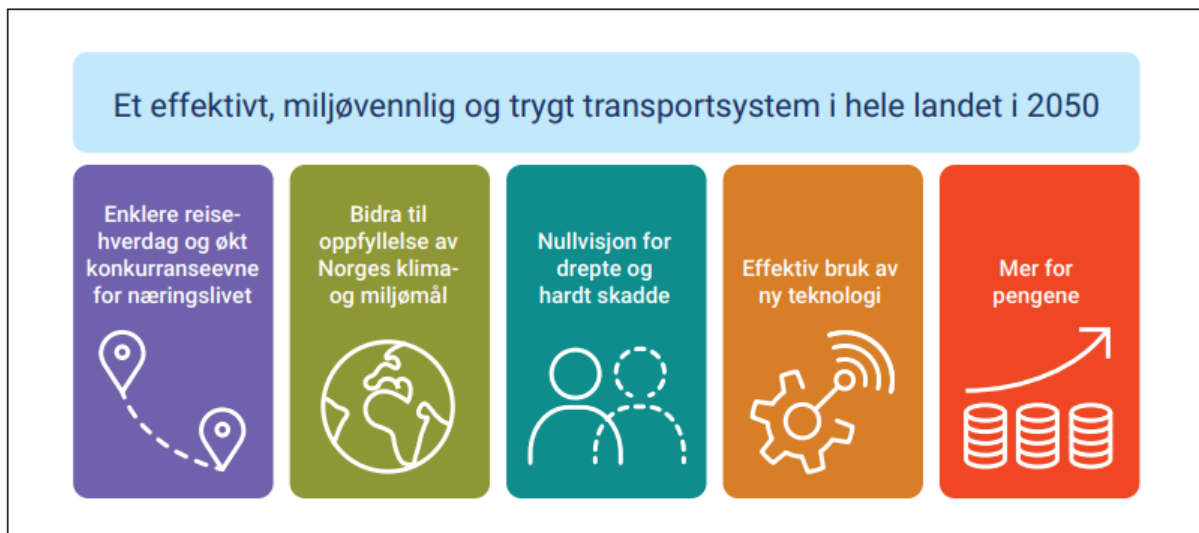 Et effektivt, miljøvennlig og trygt transportsystem i hele landet i 2050
Enklere reise-
hverdag og økt
konkurranseevne
for næringslivet
Bidra til
oppfyllelse av
Norges klima-
og miljømål
Nullvisjon for
drepte og
hardt skadde
Effektiv bruk av
ny teknologi
Mer for
pengene